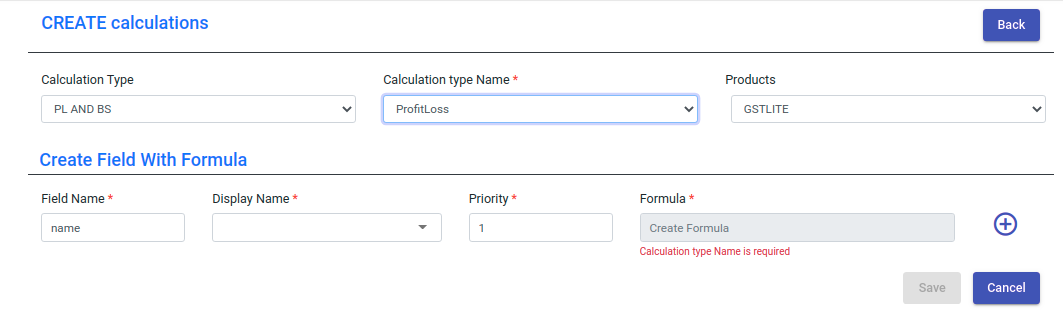 CREATE calculations
Back
Calculation Type
Calculation type Name *
Products
PL AND BS
ProfitLoss
GSTLITE
Create Field With Formula
Field Name *
Display Name *
Priority *
Formula *
name
1
Create Formula
Calculation type Name is required
Save
Cancel